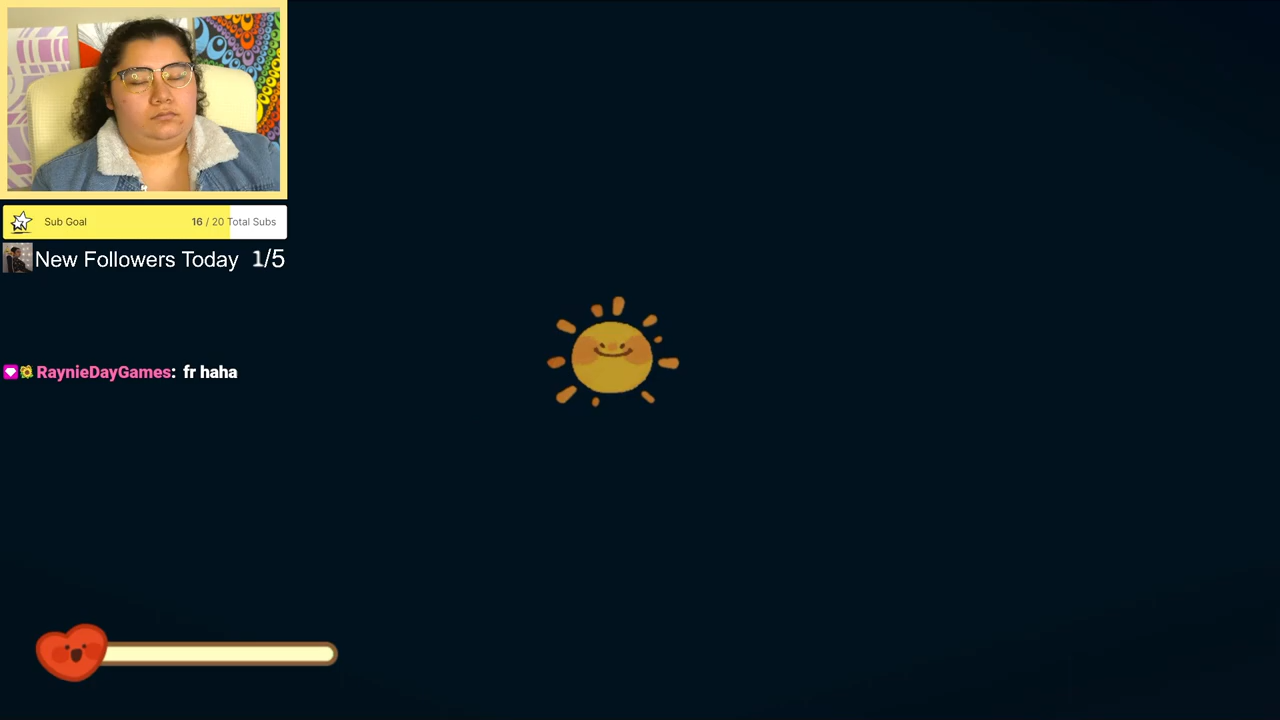 Sub Goal 16 / 20 Total Subs
New Followers Today 1/5
RaynieDayGames: fr haha